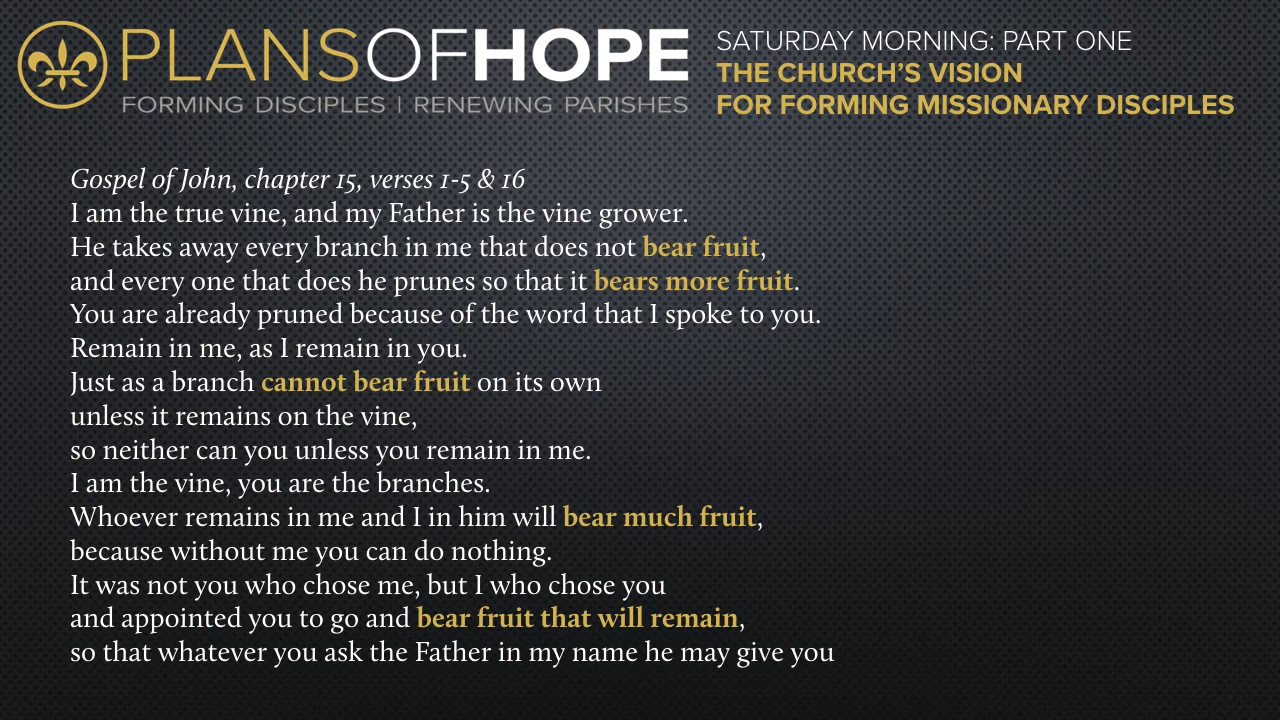 PLANSOFHOPE
FORMING DISCIPLES | RENEWING PARISHES
SATURDAY MORNING: PART ONE
THE CHURCH'S VISION
FOR FORMING MISSIONARY DISCIPLES
Gospel of John, chapter 15, verses 1-5 & 16
I am the true vine, and my Father is the vine grower.
He takes away every branch in me that does not bear fruit,
and every one that does he prunes so that it bears more fruit.
You are already pruned because of the word that I spoke to you.
Remain in me, as I remain in you.
Just as a branch cannot bear fruit on its own
unless it remains on the vine,
so neither can you unless you remain in me.
I am the vine, you are the branches.
Whoever remains in me and I in him will bear much fruit,
because without me you can do nothing.
It was not you who chose me, but I who chose you
and appointed you to go and bear fruit that will remain,
so that whatever you ask the Father in my name he may give you